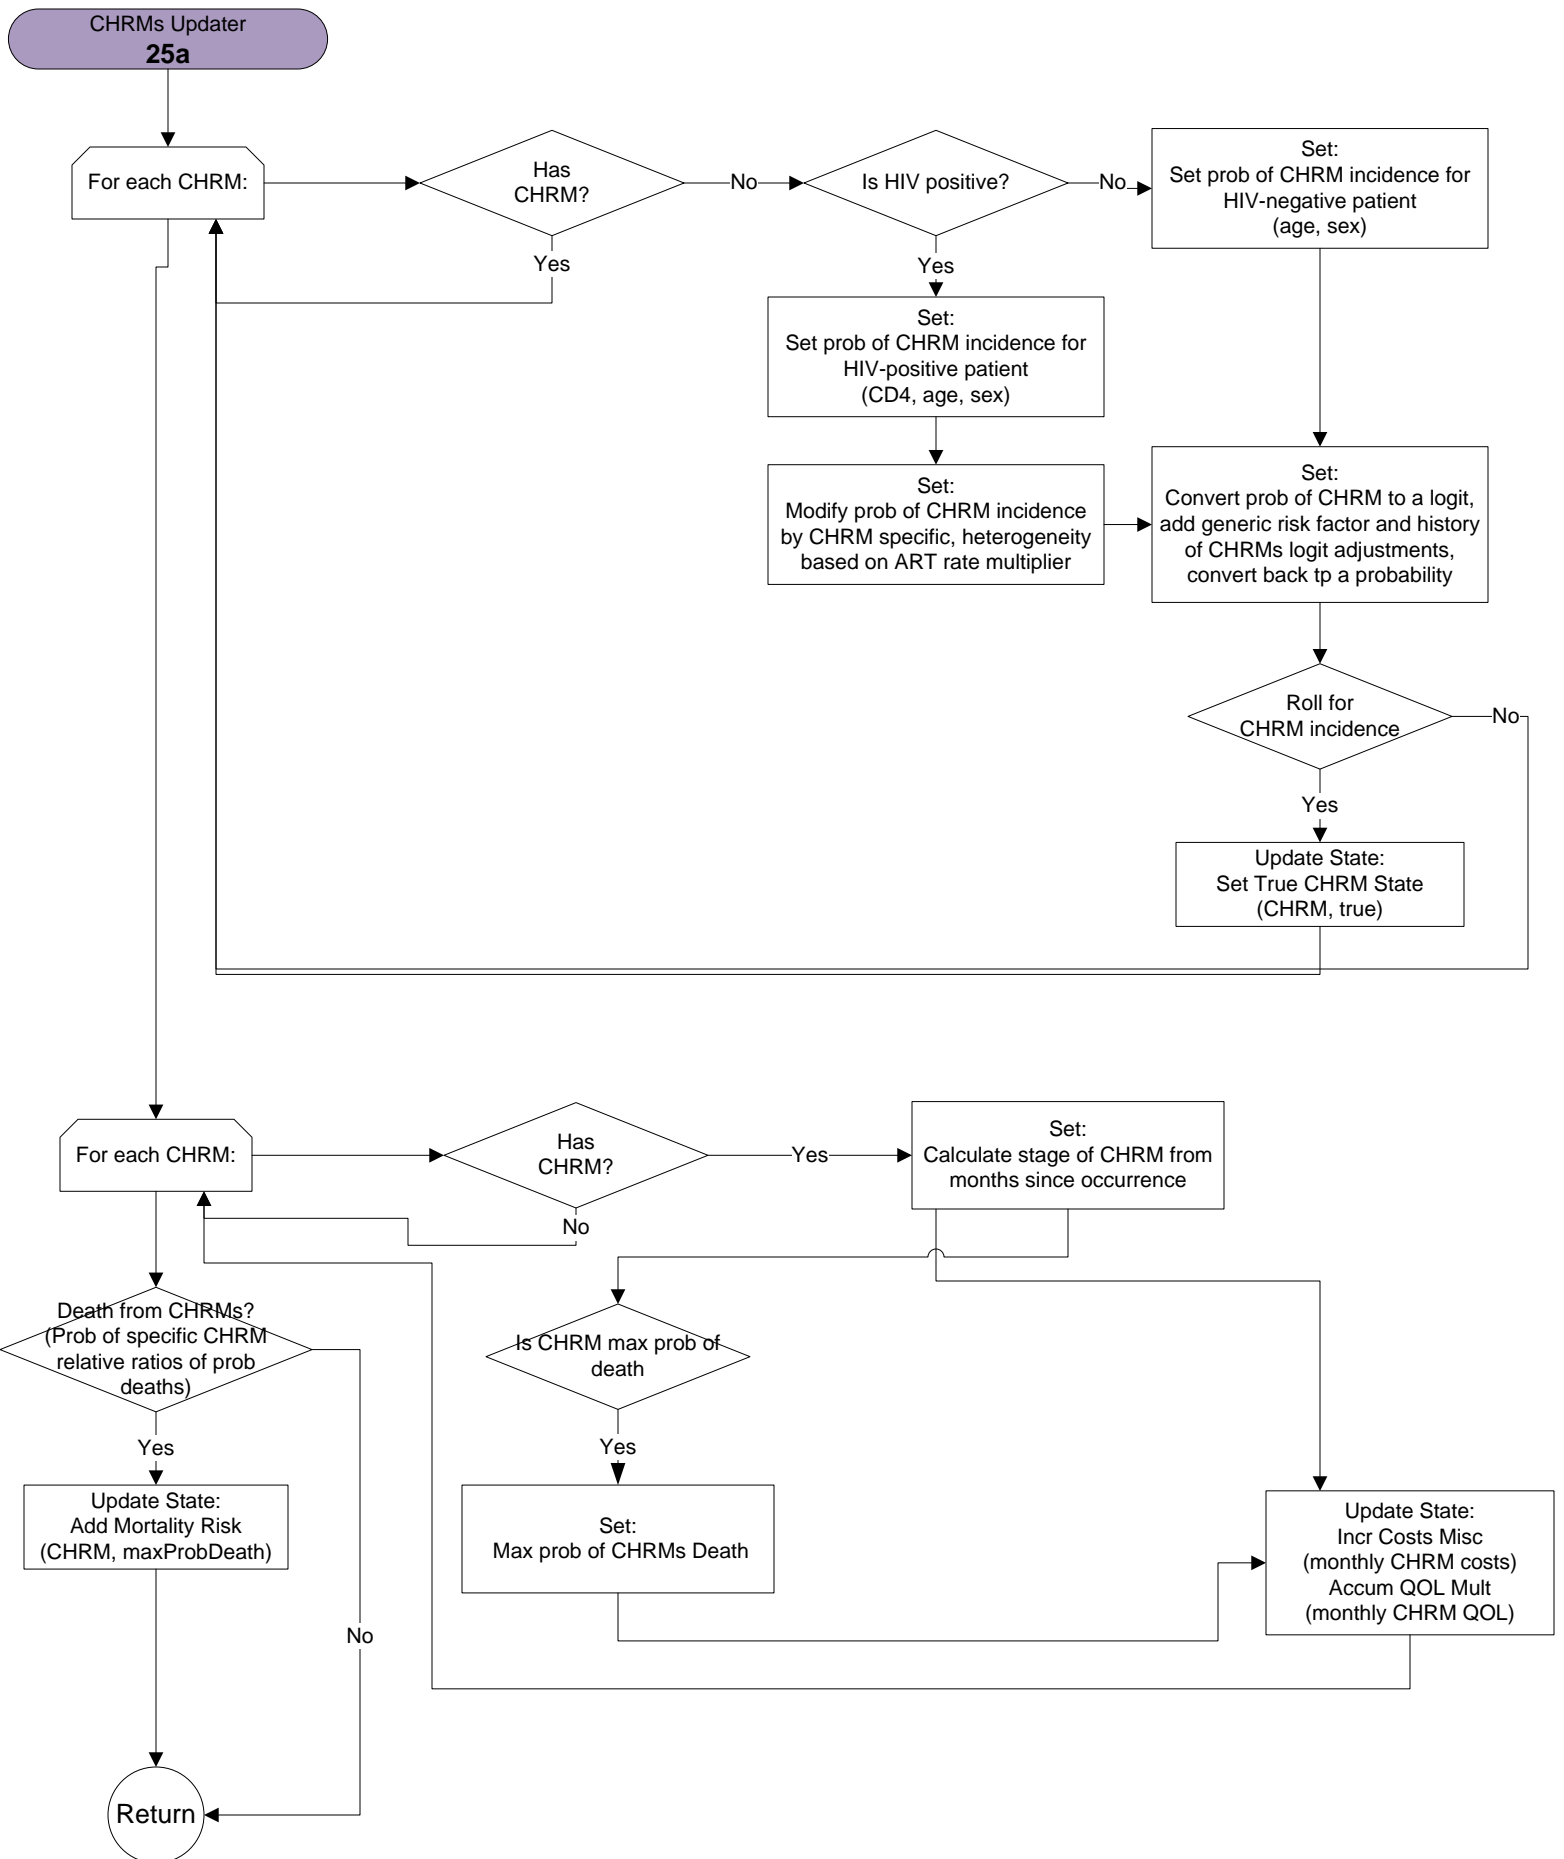 CHRMs Updater
25a
For each CHRM:
Has
CHRM?
No
Is HIV positive?
No
Set:
Set prob of CHRM incidence for
HIV-negative patient
(age, sex)
Yes
Yes
Set:
Set prob of CHRM incidence for
HIV-positive patient
(CD4, age, sex)
Set:
Modify prob of CHRM incidence
by CHRM specific, heterogeneity
based on ART rate multiplier
Set:
Convert prob of CHRM to a logit,
add generic risk factor and history
of CHRMs logit adjustments,
convert back tp a probability
Roll for
CHRM incidence
No
Yes
Update State:
Set True CHRM State
(CHRM, true)
For each CHRM:
Has
CHRM?
Yes
Set:
Calculate stage of CHRM from
months since occurrence
No
Death from CHRMs?
(Prob of specific CHRM
relative ratios of prob
deaths)
Is CHRM max prob of
death
Yes
Yes
Update State:
Add Mortality Risk
(CHRM, maxProbDeath)
Set:
Max prob of CHRMs Death
Update State:
Incr Costs Misc
(monthly CHRM costs)
Accum QOL Mult
(monthly CHRM QOL)
No
Return